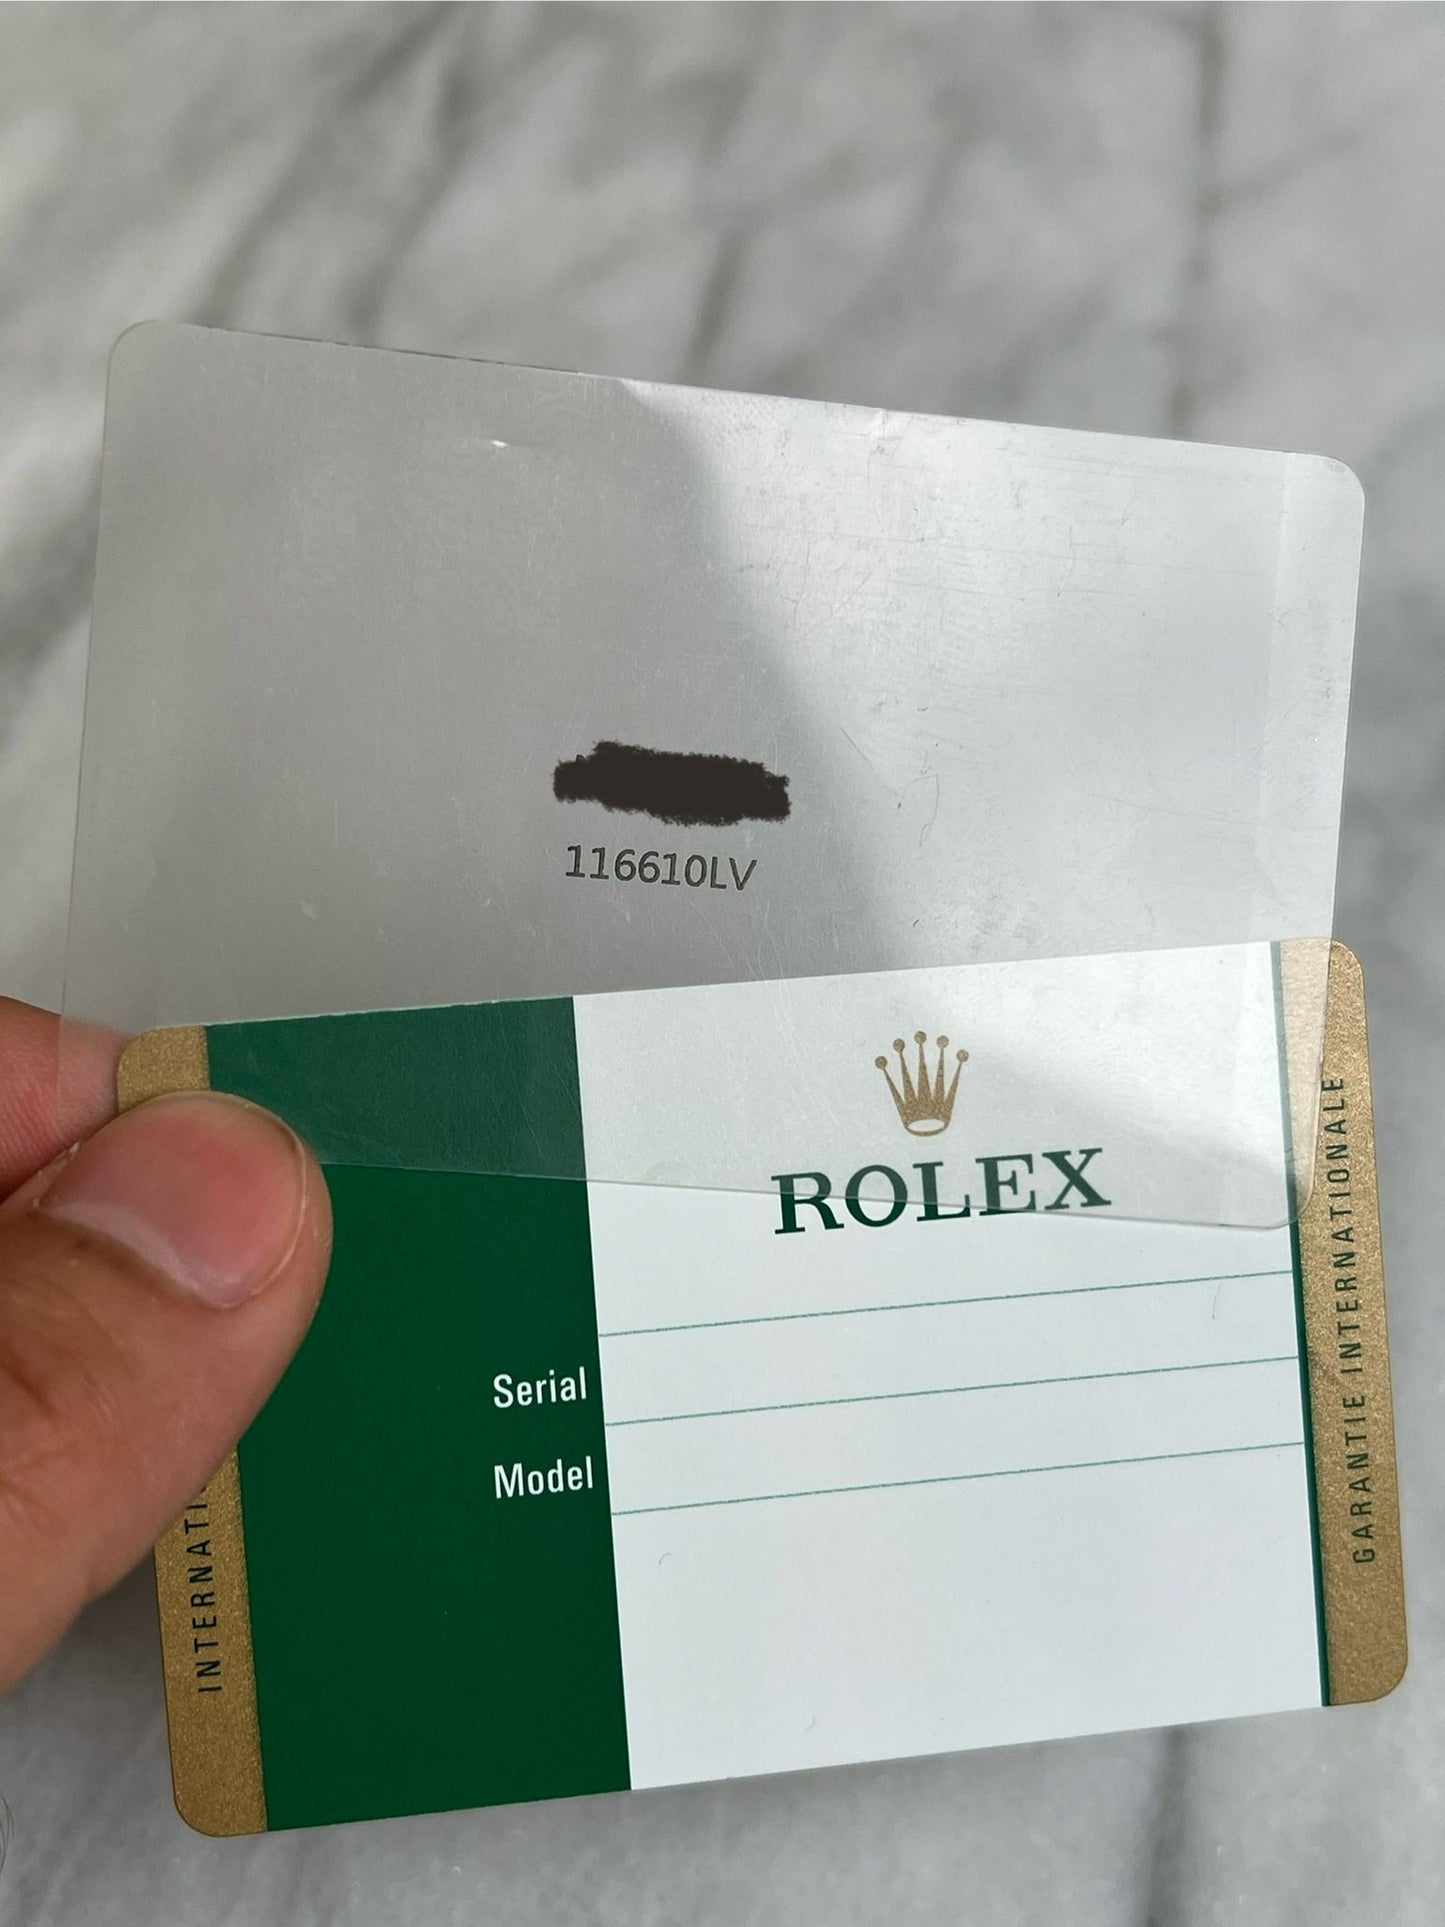 116610LV
ROLEX
Serial
Model
INTERNATI
GARANTIE INTERNATIONALE